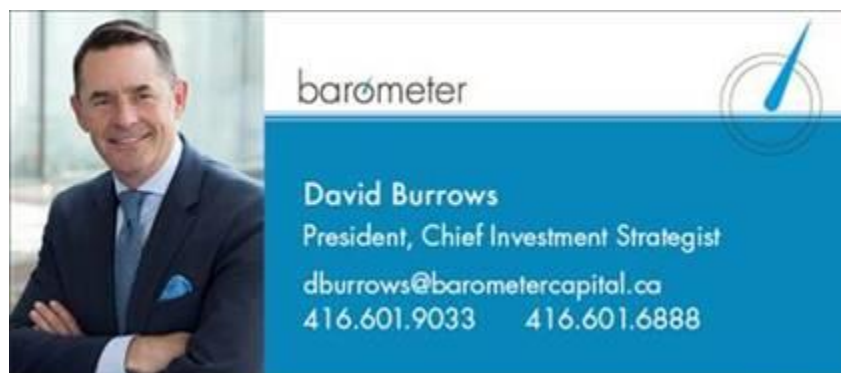 barometer
David Burrows
President, Chief Investment Strategist
dburrows@barometercapital.ca
416.601.9033 416.601.6888